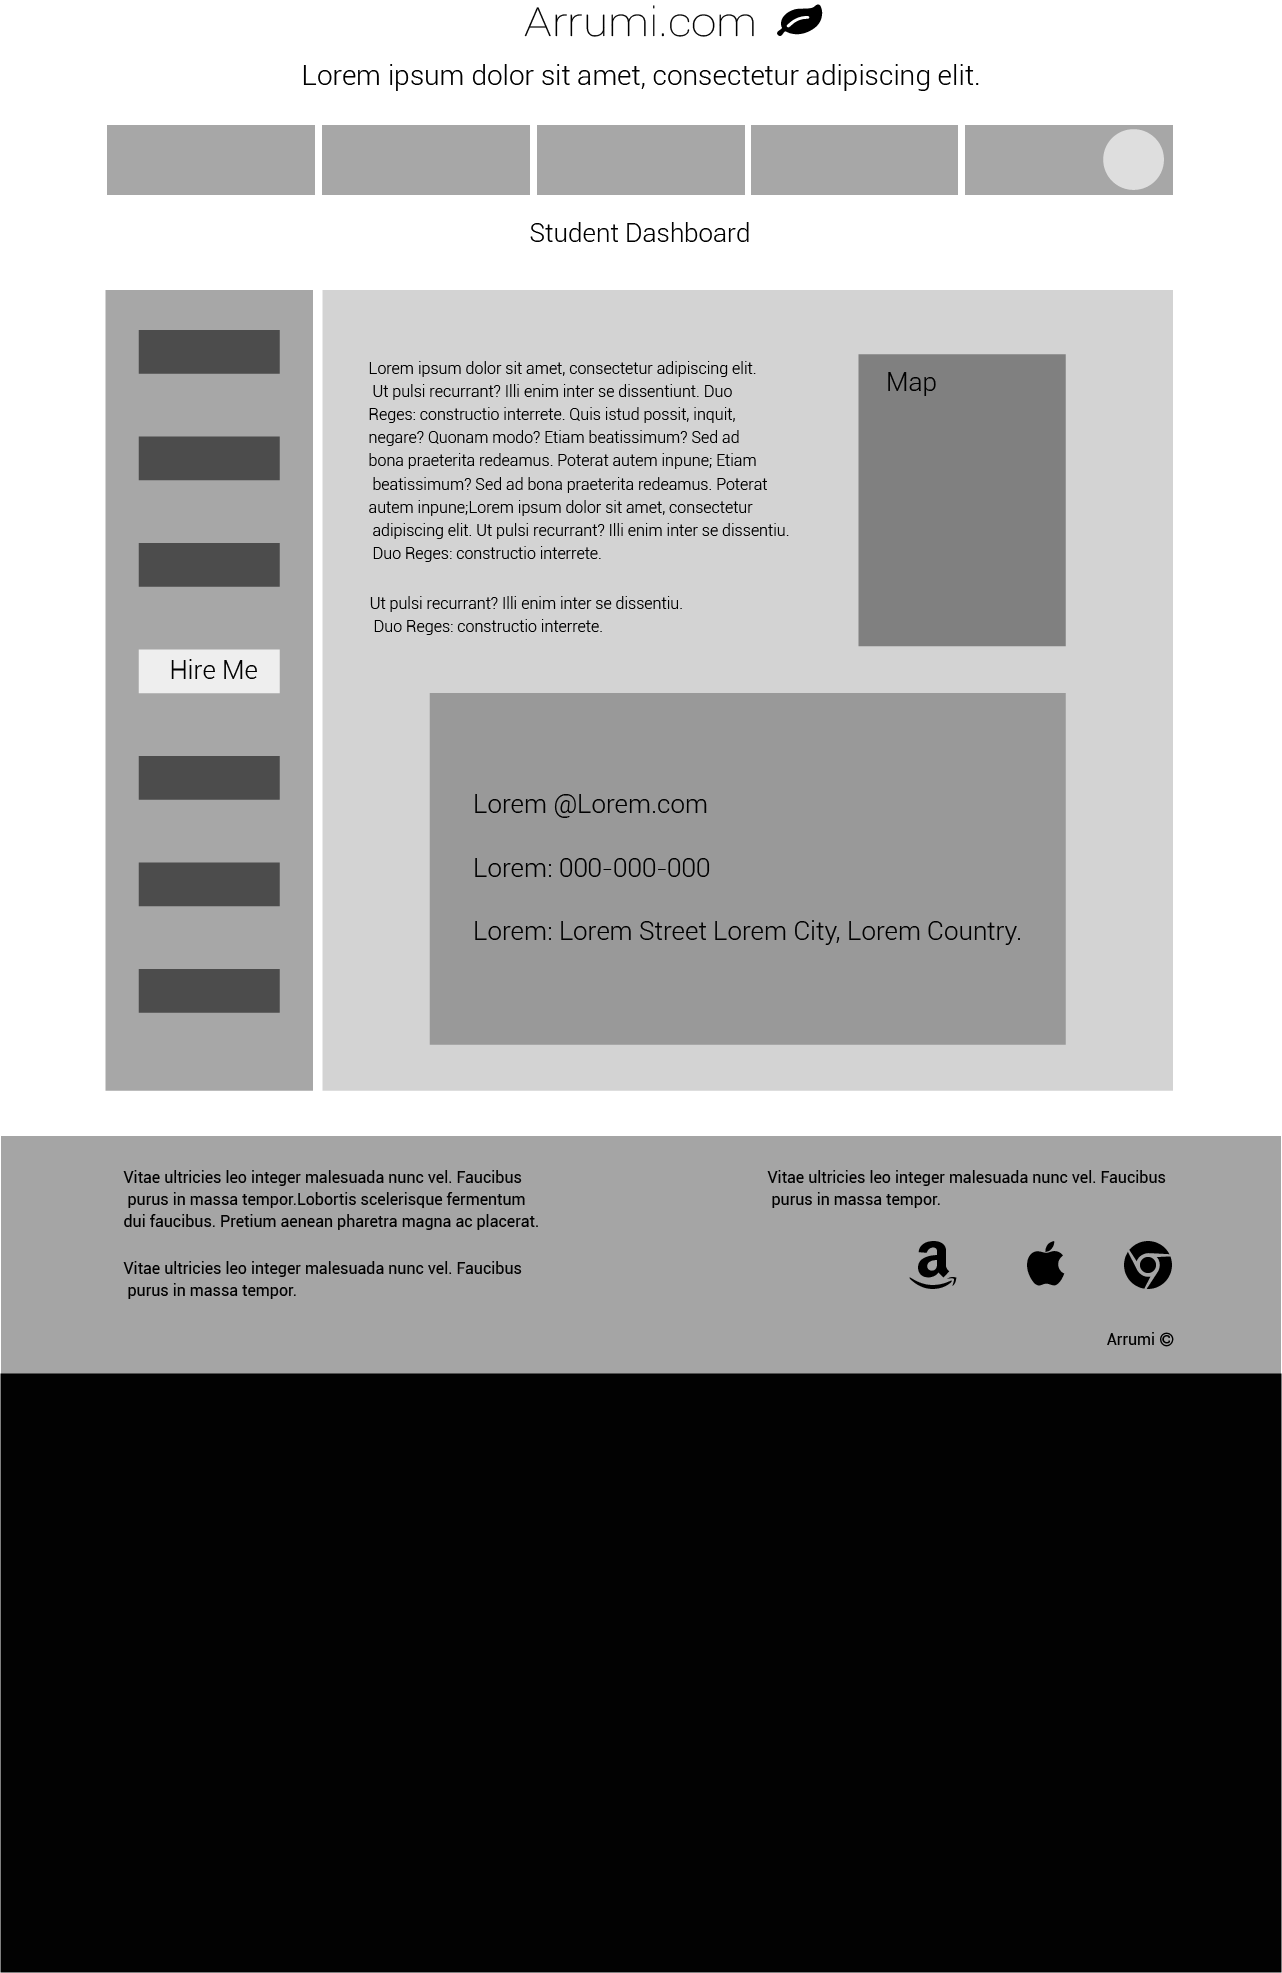 Arrumi.com
Lorem ipsum dolor sit amet, consectetur adipiscing elit.
Student Dashboard
Lorem ipsum dolor sit amet, consectetur adipiscing elit.
Ut pulsi recurrant? Illi enim inter se dissentiunt. Duo
Reges: constructio interrete. Quis istud possit, inquit,
negare? Quonam modo? Etiam beatissimum? Sed ad
bona praeterita redeamus. Poterat autem inpune; Etiam
beatissimum? Sed ad bona praeterita redeamus. Poterat
autem inpune;Lorem ipsum dolor sit amet, consectetur
adipiscing elit. Ut pulsi recurrant? Illi enim inter se dissentiu.
Duo Reges: constructio interrete.
Ut pulsi recurrant? Illi enim inter se dissentiu.
Duo Reges: constructio interrete.
Map
Hire Me
Lorem @Lorem.com
Lorem: 000-000-000
Lorem: Lorem Street Lorem City, Lorem Country.
Vitae ultricies leo integer malesuada nunc vel. Faucibus
purus in massa tempor.Lobortis scelerisque fermentum
dui faucibus. Pretium aenean pharetra magna ac placerat.
Vitae ultricies leo integer malesuada nunc vel. Faucibus
purus in massa tempor.
Vitae ultricies leo integer malesuada nunc vel. Faucibus
purus in massa tempor.
Arrumi ©